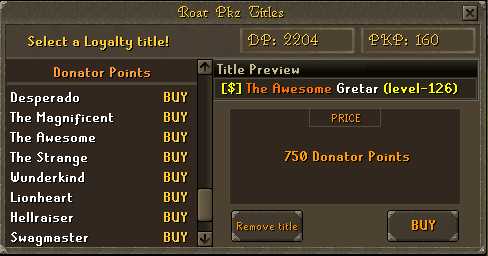 Roat Pkz Titles
Select a Loyalty title!
DP: 2204
PKP: 160
Donator Points
Desperado BUY
The Magnificent BUY
The Awesome BUY
The Strange BUY
Wunderkind BUY
Lionheart BUY
Hellraiser BUY
Swagmaster BUY
Title Preview
[$] The Awesome Gretar (level-126)
PRICE
750 Donator Points
Remove title
BUY